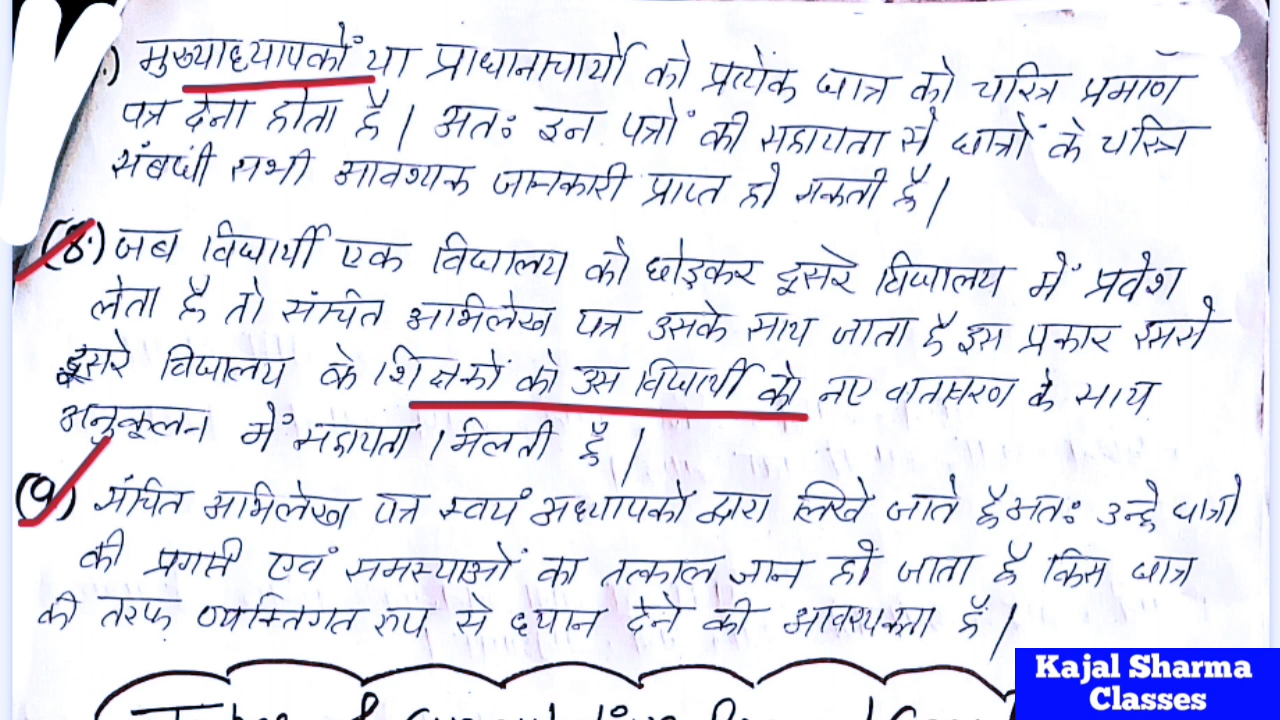 .) मुख्याध्यापकों या प्राधानाचार्यो को प्रत्येक छात्र को चरित्र प्रमाण
पत्र देना होता है। अतः इन पत्रों की सहायता से छात्रों के चरित्र
संबधी सभी आवश्यक जानकारी प्राप्त हो सकती है।
(8.) जब विद्यार्थी एक विद्यालय को छोड़कर दूसरे विद्यालय में प्रवेश
लेता है तो संचित अभिलेख पत्र उसके साथ जाता है इस प्रकार इससे
दूसरे विद्यालय के शिक्षकों को उस विद्यार्थी को नए वातावरण के साथ
अनुकूलन में सहायता मिलती है।
(9) संचित अभिलेख पत्र स्वयं अध्यापको द्वारा लिखे जाते है अतः उन्हे छात्रो
की प्रगति एवं समस्याओं का तत्काल ज्ञान हो जाता है किस छात्र
की तरफ व्यक्तिगत रुप से ध्यान देने की आवश्यकता है।
Kajal Sharma
Classes